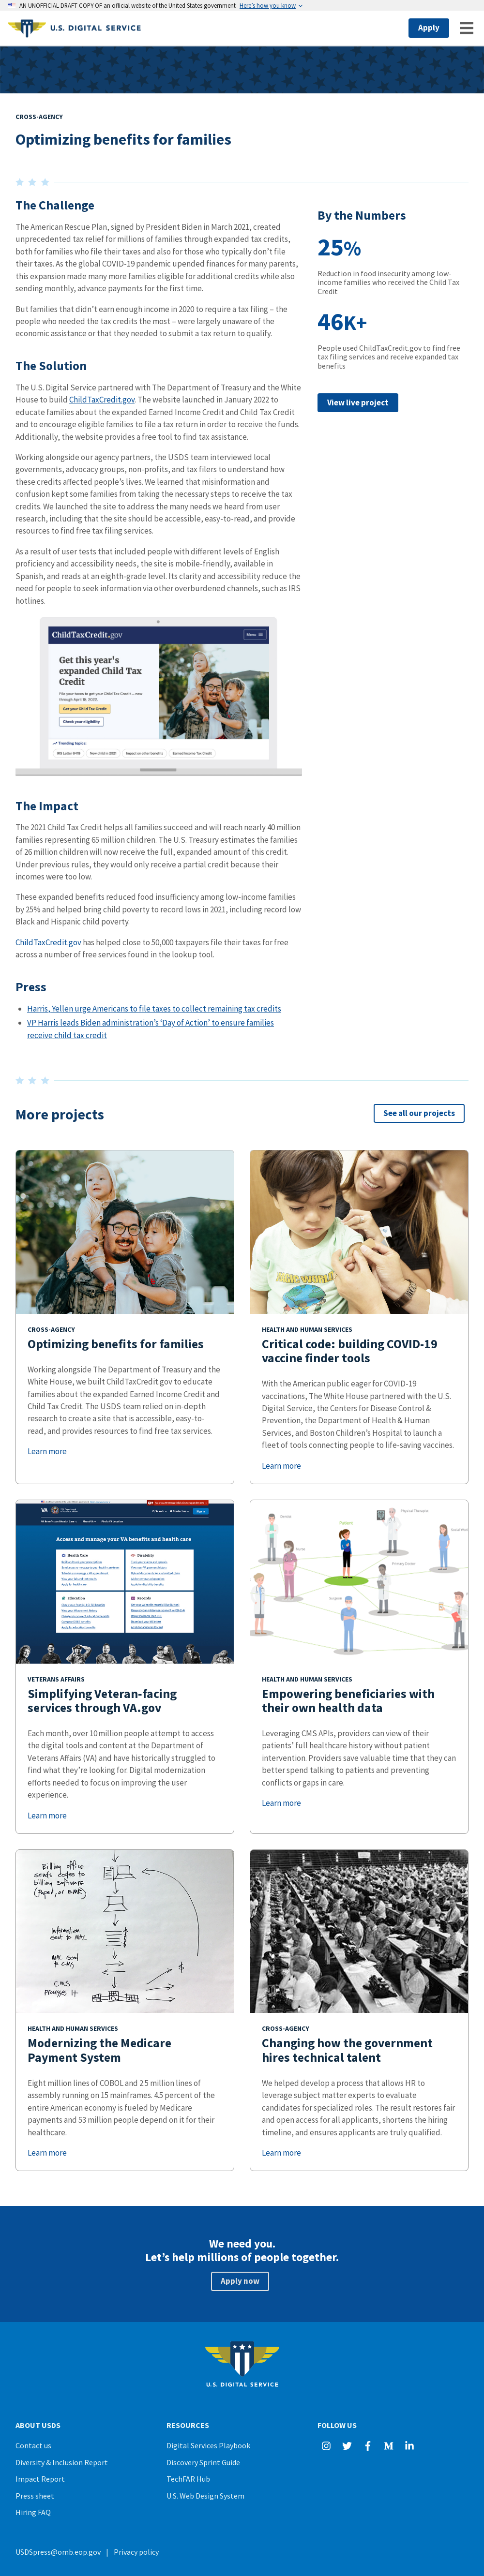 AN UNOFFICIAL DRAFT COPY OF an official website of the United States government Here's how you know
U.S. DIGITAL SERVICE
Apply
CROSS-AGENCY
Optimizing benefits for families
The Challenge
The American Rescue Plan, signed by President Biden in March 2021, created
unprecedented tax relief for millions of families through expanded tax credits,
both for families who file their taxes and also for those who typically don't file
their taxes. As the global COVID-19 pandemic upended finances for many parents,
this expansion made many more families eligible for additional credits while also
sending monthly, advance payments for the first time.
But families that didn't earn enough income in 2020 to require a tax filing – the
people who needed the tax credits the most – were largely unaware of the
economic assistance or that they needed to submit a tax return to qualify.
The Solution
The U.S. Digital Service partnered with The Department of Treasury and the White
House to build ChildTaxCredit.gov. The website launched in January 2022 to
educate families about the expanded Earned Income Credit and Child Tax Credit
and to encourage eligible families to file a tax return in order to receive the funds.
Additionally, the website provides a free tool to find tax assistance.
Working alongside our agency partners, the USDS team interviewed local
governments, advocacy groups, non-profits, and tax filers to understand how
these credits affected people's lives. We learned that misinformation and
confusion kept some families from taking the necessary steps to receive the tax
credits. We launched the site to address the many needs we heard from user
research, including that the site should be accessible, easy-to-read, and provide
resources to find free tax filing services.
As a result of user tests that included people with different levels of English
proficiency and accessibility needs, the site is mobile-friendly, available in
Spanish, and reads at an eighth-grade level. Its clarity and accessibility reduce the
need for people to seek information via other overburdened channels, such as IRS
hotlines.
ChildTaxCredit.gov
Menu
Get this year's
expanded Child Tax
Credit
Get your Child Tax Credit
Check your eligibility
Trending topics:
The Impact
The 2021 Child Tax Credit helps all families succeed and will reach nearly 40 million
families representing 65 million children. The U.S. Treasury estimates the families
of 26 million children will now receive the full, expanded amount of this credit.
Under previous rules, they would only receive a partial credit because their
incomes were too low.
These expanded benefits reduced food insufficiency among low-income families
by 25% and helped bring child poverty to record lows in 2021, including record low
Black and Hispanic child poverty.
ChildTaxCredit.gov has helped close to 50,000 taxpayers file their taxes for free
across a number of free services found in the lookup tool.
Press
Harris, Yellen urge Americans to file taxes to collect remaining tax credits
VP Harris leads Biden administration's 'Day of Action' to ensure families
receive child tax credit
By the Numbers
25%
Reduction in food insecurity among low-
income families who received the Child Tax
Credit
46K+
People used ChildTaxCredit.gov to find free
tax filing services and receive expanded tax
benefits
View live project
More projects
See all our projects
CROSS-AGENCY
Optimizing benefits for families
Working alongside The Department of Treasury and the
White House, we built ChildTaxCredit.gov to educate
families about the expanded Earned Income Credit and
Child Tax Credit. The USDS team relied on in-depth
research to create a site that is accessible, easy-to-
read, and provides resources to find free tax services.
Learn more
HEALTH AND HUMAN SERVICES
Critical code: building COVID-19
vaccine finder tools
With the American public eager for COVID-19
vaccinations, The White House partnered with the U.S.
Digital Service, the Centers for Disease Control &
Prevention, the Department of Health & Human
Services, and Boston Children's Hospital to launch a
fleet of tools connecting people to life-saving vaccines.
Learn more
VA
Access and manage your VA benefits and health care
Health Care
Disability
Education
Records
VETERANS AFFAIRS
Simplifying Veteran-facing
services through VA.gov
Each month, over 10 million people attempt to access
the digital tools and content at the Department of
Veterans Affairs (VA) and have historically struggled to
find what they're looking for. Digital modernization
efforts needed to focus on improving the user
experience.
Learn more
Patient
Physical Therapist
HEALTH AND HUMAN SERVICES
Empowering beneficiaries with
their own health data
Leveraging CMS APIs, providers can view of their
patients' full healthcare history without patient
intervention. Providers save valuable time that they can
better spend talking to patients and preventing
conflicts or gaps in care.
Learn more
Billing office
sends dates to
billing software
(paper, or EMR)
MAC sent to
CMS
CMS
processes it
HEALTH AND HUMAN SERVICES
Modernizing the Medicare
Payment System
Eight million lines of COBOL and 2.5 million lines of
assembly running on 15 mainframes. 4.5 percent of the
entire American economy is fueled by Medicare
payments and 53 million people depend on it for their
healthcare.
Learn more
CROSS-AGENCY
Changing how the government
hires technical talent
We helped develop a process that allows HR to
leverage subject matter experts to evaluate
candidates for specialized roles. The result restores fair
and open access for all applicants, shortens the hiring
timeline, and ensures applicants are truly qualified.
Learn more
We need you.
Let's help millions of people together.
Apply now
U.S. DIGITAL SERVICE
ABOUT USDS
Contact us
Diversity & Inclusion Report
Impact Report
Press sheet
Hiring FAQ
RESOURCES
Digital Services Playbook
Discovery Sprint Guide
TechFAR Hub
U.S. Web Design System
FOLLOW US
USDSpress@omb.eop.gov | Privacy policy